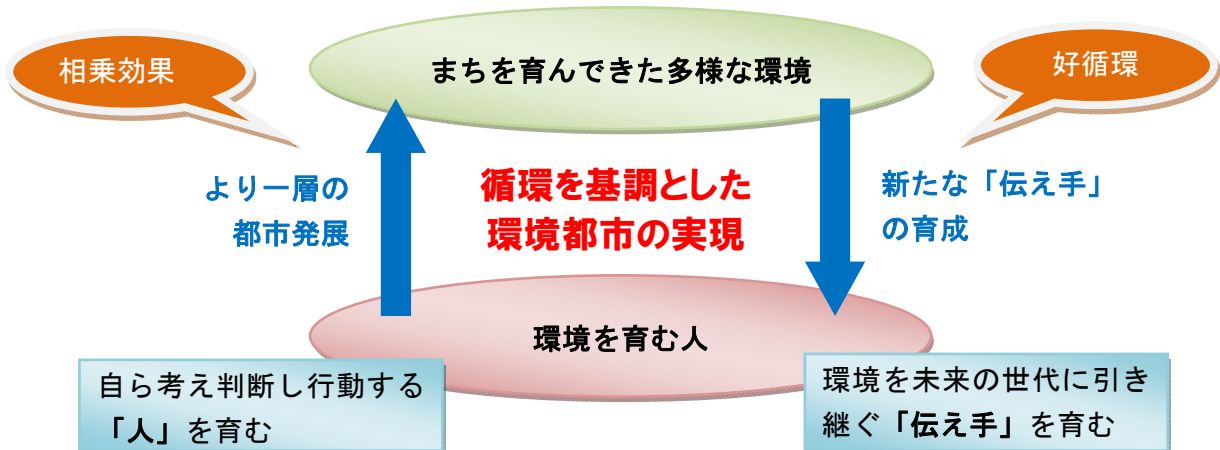 相乗効果
まちを育んできた多様な環境
好循環
より一層の
都市発展
循環を基調とした
環境都市の実現
新たな「伝え手」
の育成
環境を育む人
自ら考え判断し行動する
「人」を育む
環境を未来の世代に引き
継ぐ「伝え手」を育む